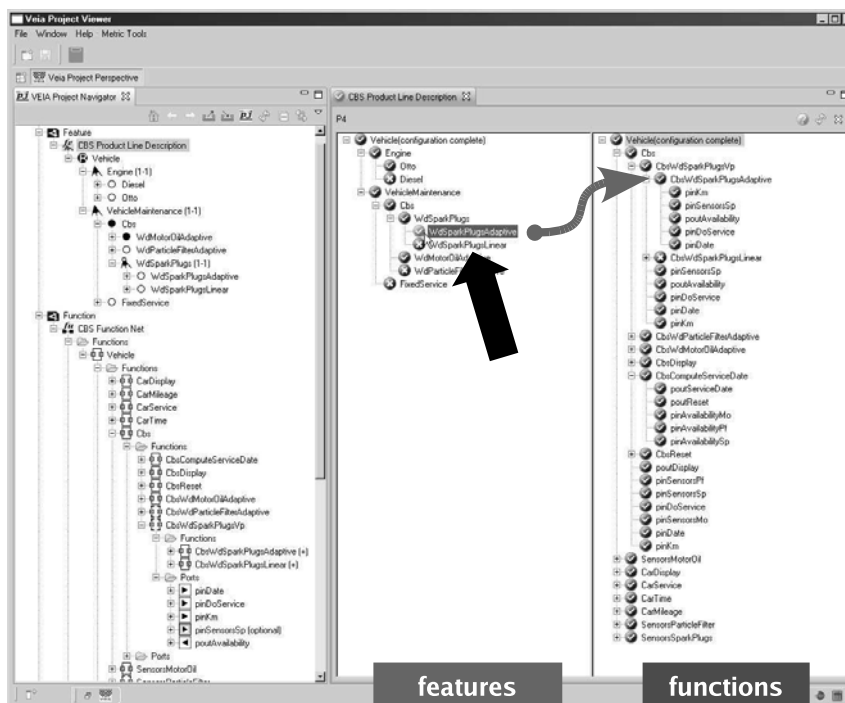 Veia Project Viewer
File Window Help Metric Tools
Veia Project Perspective
VEIA Project Navigator
Feature
CBS Product Line Description
Vehicle
Engine (1-1)
Diesel
Otto
VehicleMaintenance (1-1)
Cbs
WdMotorOilAdaptive
WdParticleFilterAdaptive
WdSparkPlugs (1-1)
WdSparkPlugsAdaptive
WdSparkPlugsLinear
FixedService
Function
CBS Function Net
Functions
Vehicle
Functions
CarDisplay
CarMileage
CarService
CarTime
Cbs
Functions
CbsComputeServiceDate
CbsDisplay
CbsReset
CbsWdMotorOilAdaptive
CbsWdParticleFilterAdaptive
CbsWdSparkPlugsVp
Functions
CbsWdSparkPlugsAdaptive (+)
CbsWdSparkPlugsLinear (+)
Ports
pinDate
pinDoService
pinKm
pinSensorsSp (optional)
poutAvailability
Ports
SensorsMotorOil
SensorsParticleFilter
CBS Product Line Description
P4
Vehicle(configuration complete)
Engine
Otto
Diesel
VehicleMaintenance
Cbs
WdSparkPlugs
WdSparkPlugsAdaptive
WdSparkPlugsLinear
WdMotorOilAd
WdParticleF
FixedService
features
Vehicle(configuration complete)
Cbs
CbsWdSparkPlugsVp
CbsWdSparkPlugsAdaptive
pinKm
pinSensorsSp
poutAvailability
pinDoService
pinDate
CbsWdSparkPlugsLinear
pinSensorsSp
poutAvailability
pinDoService
pinDate
pinKm
CbsWdParticleFilterAdaptive
CbsWdMotorOilAdaptive
CbsDisplay
CbsComputeServiceDate
poutServiceDate
poutReset
pinAvailabilityMo
pinAvailabilityPf
pinAvailabilitySp
CbsReset
poutDisplay
pinSensorsPf
pinSensorsSp
pinDoService
pinSensorsMo
pinDate
pinKm
SensorsMotorOil
CarDisplay
CarService
CarTime
CarMileage
SensorsParticleFilter
SensorsSparkPlugs
functions